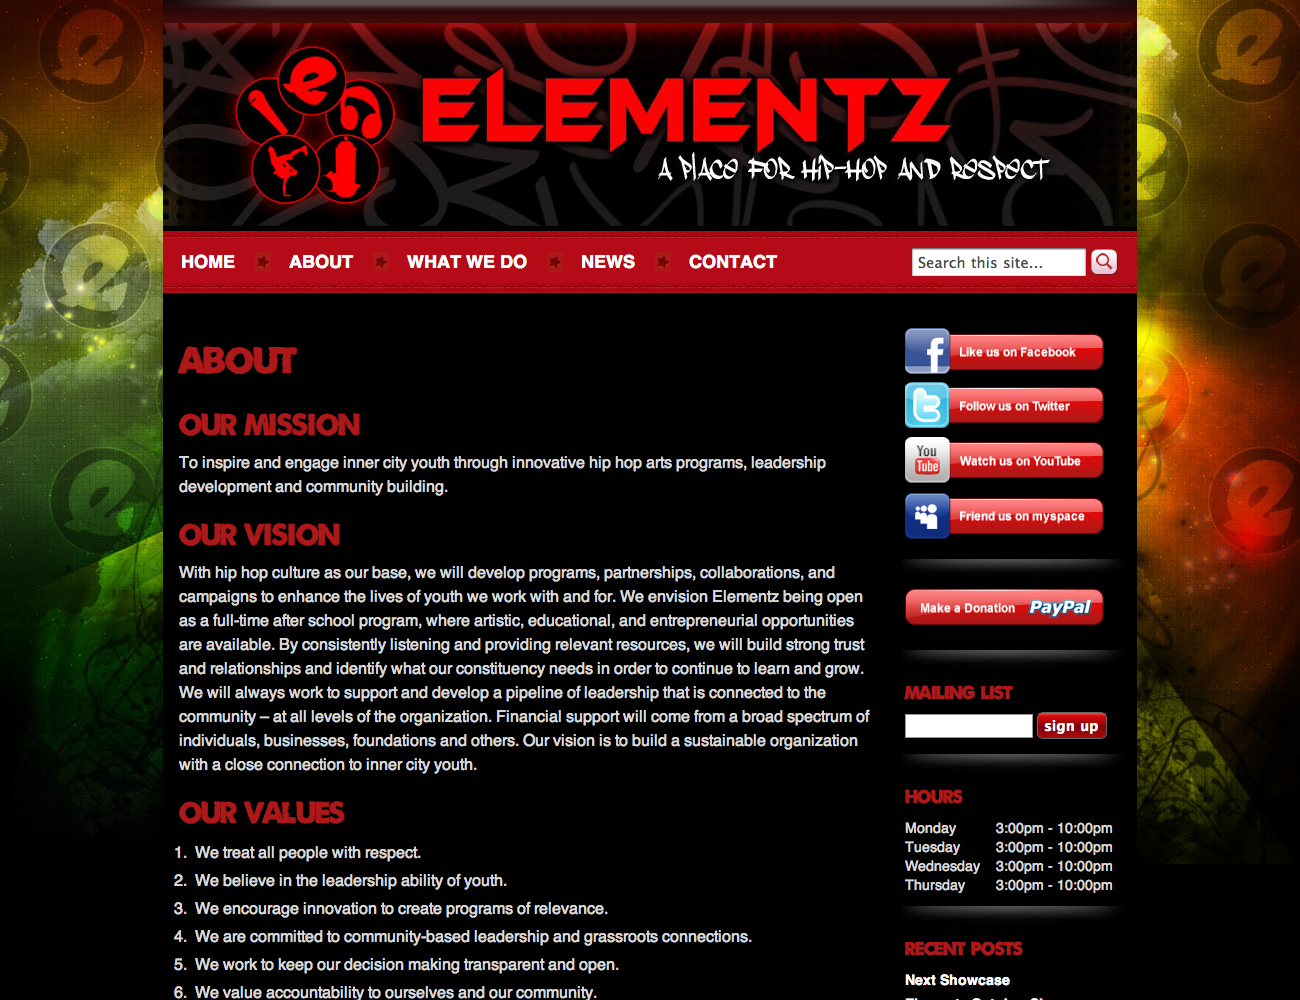 e
ELEMENTZ
A PLACE FOR HIP-HOP AND RESPECT
HOME ABOUT WHAT WE DO NEWS CONTACT
Search this site...
ABOUT
OUR MISSION
To inspire and engage inner city youth through innovative hip hop arts programs, leadership
development and community building.
OUR VISION
With hip hop culture as our base, we will develop programs, partnerships, collaborations, and
campaigns to enhance the lives of youth we work with and for. We envision Elementz being open
as a full-time after school program, where artistic, educational, and entrepreneurial opportunities
are available. By consistently listening and providing relevant resources, we will build strong trust
and relationships and identify what our constituency needs in order to continue to learn and grow.
We will always work to support and develop a pipeline of leadership that is connected to the
community – at all levels of the organization. Financial support will come from a broad spectrum of
individuals, businesses, foundations and others. Our vision is to build a sustainable organization
with a close connection to inner city youth.
OUR VALUES
1. We treat all people with respect.
2. We believe in the leadership ability of youth.
3. We encourage innovation to create programs of relevance.
4. We are committed to community-based leadership and grassroots connections.
5. We work to keep our decision making transparent and open.
6. We value accountability to ourselves and our community.
f Like us on Facebook
t Follow us on Twitter
You Tube Watch us on YouTube
Friend us on myspace
Make a Donation PayPal
MAILING LIST
sign up
HOURS
Monday 3:00pm - 10:00pm
Tuesday 3:00pm - 10:00pm
Wednesday 3:00pm - 10:00pm
Thursday 3:00pm - 10:00pm
RECENT POSTS
Next Showcase